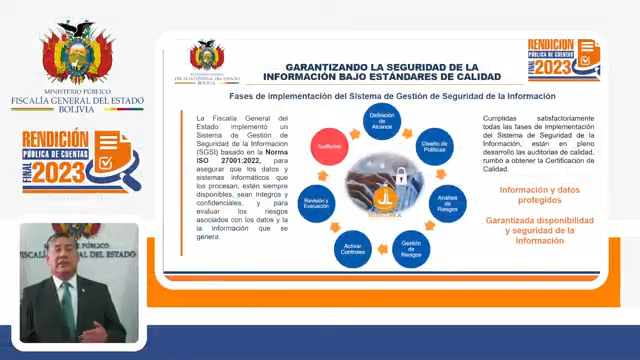 MINISTERIO PÚBLICO
FISCALÍA GENERAL DEL ESTADO
BOLIVIA
RENDICIÓN
PÚBLICA DE CUENTAS
FINAL 2023
FISCALÍA GENERAL DEL ESTADO
RENDICIÓN
PÚBLICA DE CUENTAS
FINAL 2023
GARANTIZANDO LA SEGURIDAD DE LA
INFORMACIÓN BAJO ESTÁNDARES DE CALIDAD
Fases de implementación del Sistema de Gestión de Seguridad de la Información
La Fiscalía General del
Estado implementó un
Sistema de Gestión de
Seguridad de la Información
(SGSI) basado en la Norma
ISO 27001:2022, para
asegurar que los datos y
sistemas informáticos que
los procesan, estén siempre
disponibles, sean íntegros y
confidenciales, y para
evaluar los riesgos
asociados con los datos y la
la información que se
genera.
Definición
de
Alcance
Diseño de
Políticas
Análisis
de
Riesgos
Gestión
de
Riesgos
Activar
Controles
Revisión y
Evaluación
Auditorías
Cumplidas satisfactoriamente
todas las fases de implementación
del Sistema de Seguridad de la
Información, están en pleno
desarrollo las auditorias de calidad,
rumbo a obtener la Certificación de
Calidad.
Información y datos
protegidos
Garantizada disponibilidad
y seguridad de la
información